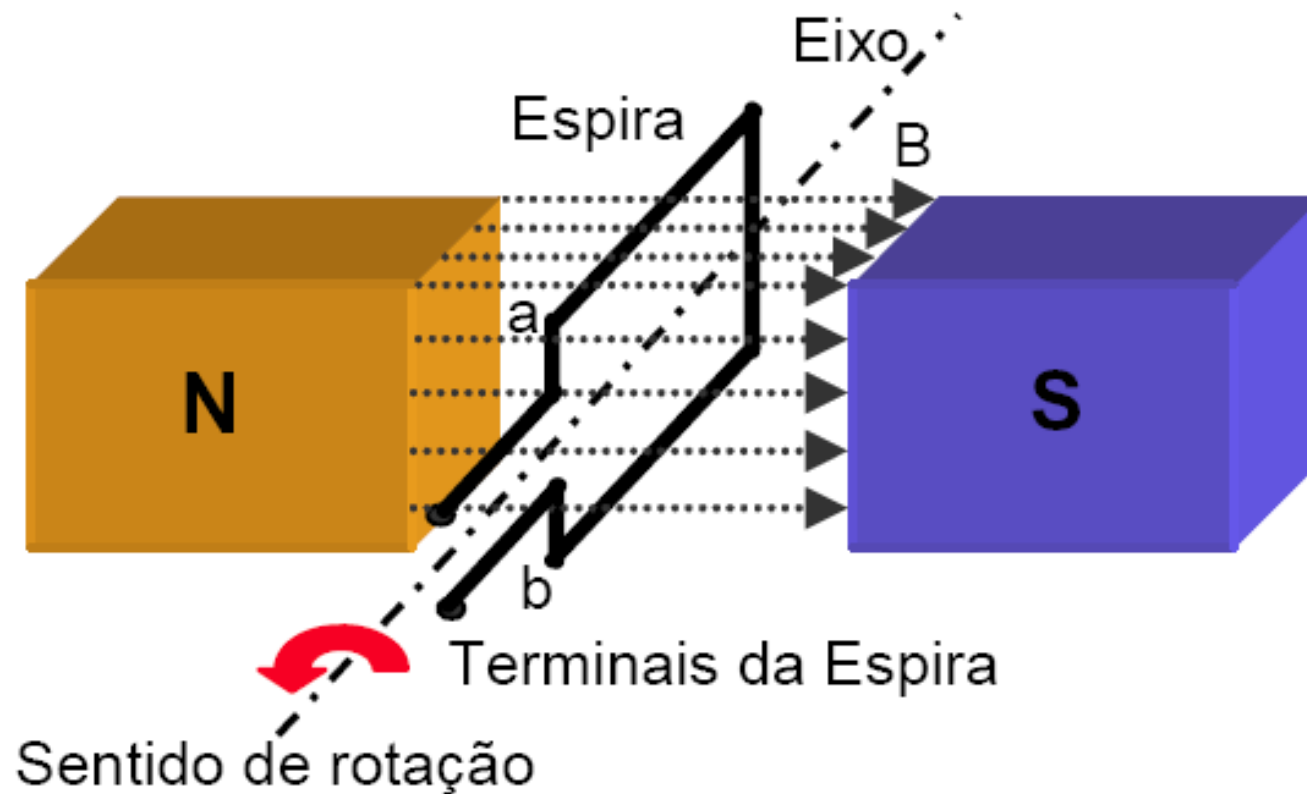 Eixo
Espira
B
a
N
S
b
Terminais da Espira
Sentido de rotação